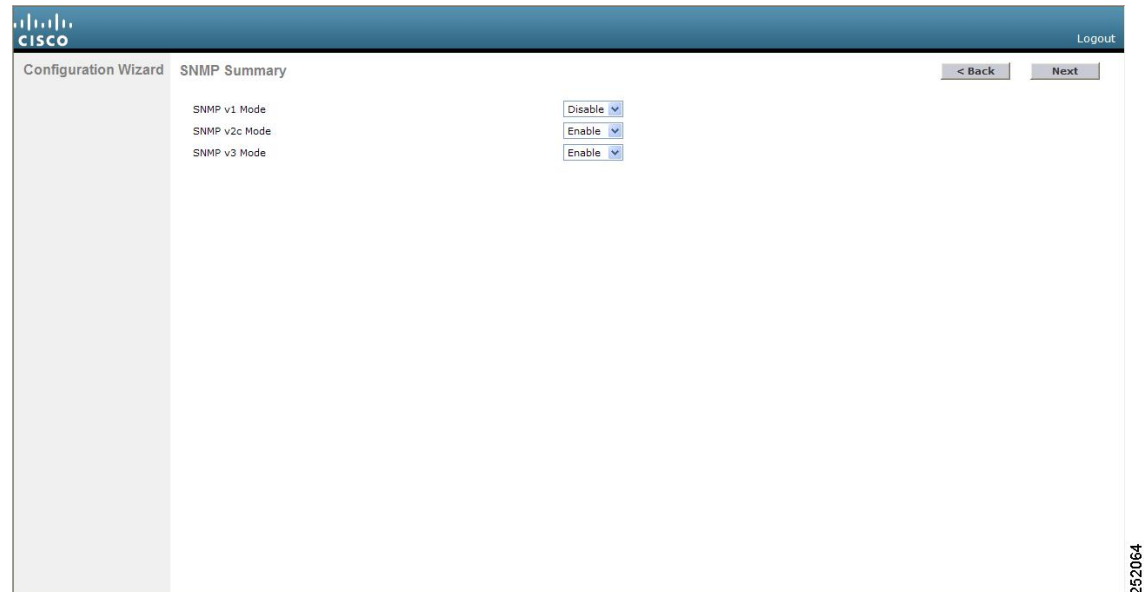 CISCO
Logout
Configuration Wizard
SNMP Summary
< Back
Next
SNMP v1 Mode Disable
SNMP v2c Mode Enable
SNMP v3 Mode Enable
252064